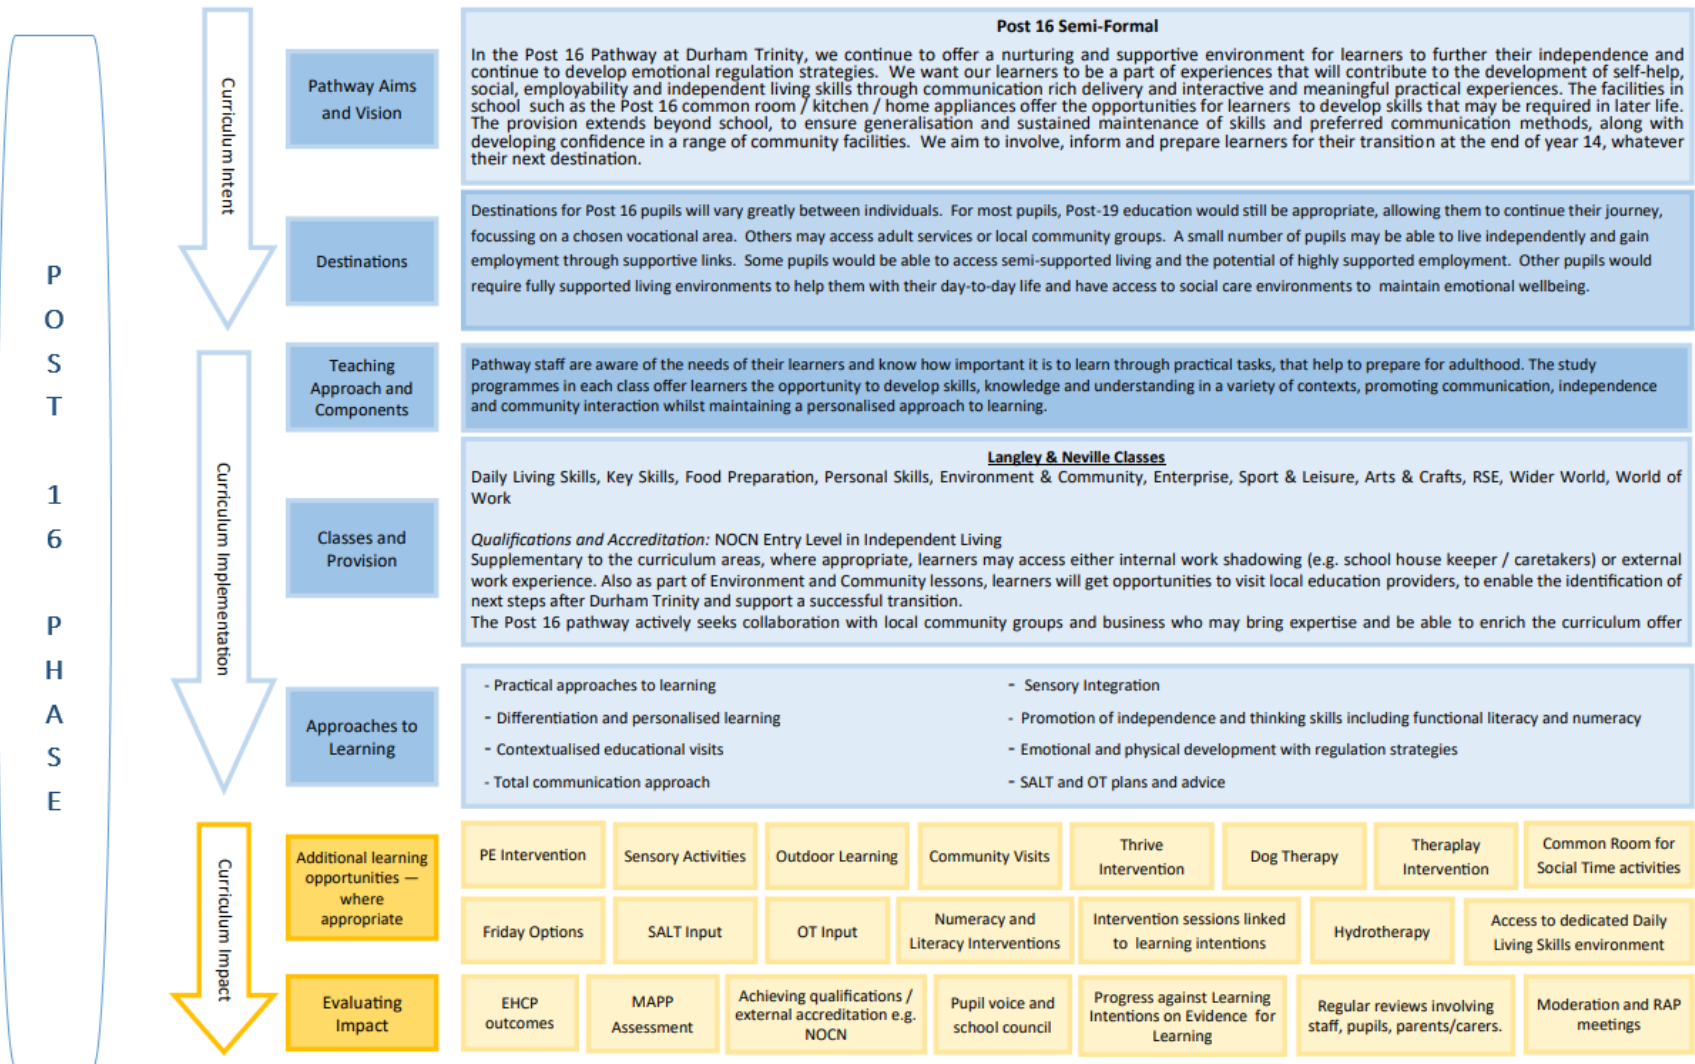 POST 16 PHASE
Curriculum Intent
Pathway Aims
and Vision
Post 16 Semi-Formal
In the Post 16 Pathway at Durham Trinity, we continue to offer a nurturing and supportive environment for learners to further their independence and
continue to develop emotional regulation strategies. We want our learners to be a part of experiences that will contribute to the development of self-help,
social, employability and independent living skills through communication rich delivery and interactive and meaningful practical experiences. The facilities in
school such as the Post 16 common room / kitchen / home appliances offer the opportunities for learners to develop skills that may be required in later life.
The provision extends beyond school, to ensure generalisation and sustained maintenance of skills and preferred communication methods, along with
developing confidence in a range of community facilities. We aim to involve, inform and prepare learners for their transition at the end of year 14, whatever
their next destination.
Destinations
Destinations for Post 16 pupils will vary greatly between individuals. For most pupils, Post-19 education would still be appropriate, allowing them to continue their journey,
focussing on a chosen vocational area. Others may access adult services or local community groups. A small number of pupils may be able to live independently and gain
employment through supportive links. Some pupils would be able to access semi-supported living and the potential of highly supported employment. Other pupils would
require fully supported living environments to help them with their day-to-day life and have access to social care environments to maintain emotional wellbeing.
Curriculum Implementation
Teaching
Approach and
Components
Pathway staff are aware of the needs of their learners and know how important it is to learn through practical tasks, that help to prepare for adulthood. The study
programmes in each class offer learners the opportunity to develop skills, knowledge and understanding in a variety of contexts, promoting communication, independence
and community interaction whilst maintaining a personalised approach to learning.
Classes and
Provision
Langley & Neville Classes
Daily Living Skills, Key Skills, Food Preparation, Personal Skills, Environment & Community, Enterprise, Sport & Leisure, Arts & Crafts, RSE, Wider World, World of
Work
Qualifications and Accreditation: NOCN Entry Level in Independent Living
Supplementary to the curriculum areas, where appropriate, learners may access either internal work shadowing (e.g. school house keeper / caretakers) or external
work experience. Also as part of Environment and Community lessons, learners will get opportunities to visit local education providers, to enable the identification of
next steps after Durham Trinity and support a successful transition.
The Post 16 pathway actively seeks collaboration with local community groups and business who may bring expertise and be able to enrich the curriculum offer
Approaches to
Learning
- Practical approaches to learning
- Differentiation and personalised learning
- Contextualised educational visits
- Total communication approach
- Sensory Integration
- Promotion of independence and thinking skills including functional literacy and numeracy
- Emotional and physical development with regulation strategies
- SALT and OT plans and advice
Curriculum Impact
Additional learning
opportunities —
where
appropriate
PE Intervention
Sensory Activities
Outdoor Learning
Community Visits
Thrive
Intervention
Dog Therapy
Theraplay
Intervention
Common Room for
Social Time activities
Friday Options
SALT Input
OT Input
Numeracy and
Literacy Interventions
Intervention sessions linked
to learning intentions
Hydrotherapy
Access to dedicated Daily
Living Skills environment
Evaluating
Impact
EHCP
outcomes
MAPP
Assessment
Achieving qualifications /
external accreditation e.g.
NOCN
Pupil voice and
school council
Progress against Learning
Intentions on Evidence for
Learning
Regular reviews involving
staff, pupils, parents/carers.
Moderation and RAP
meetings